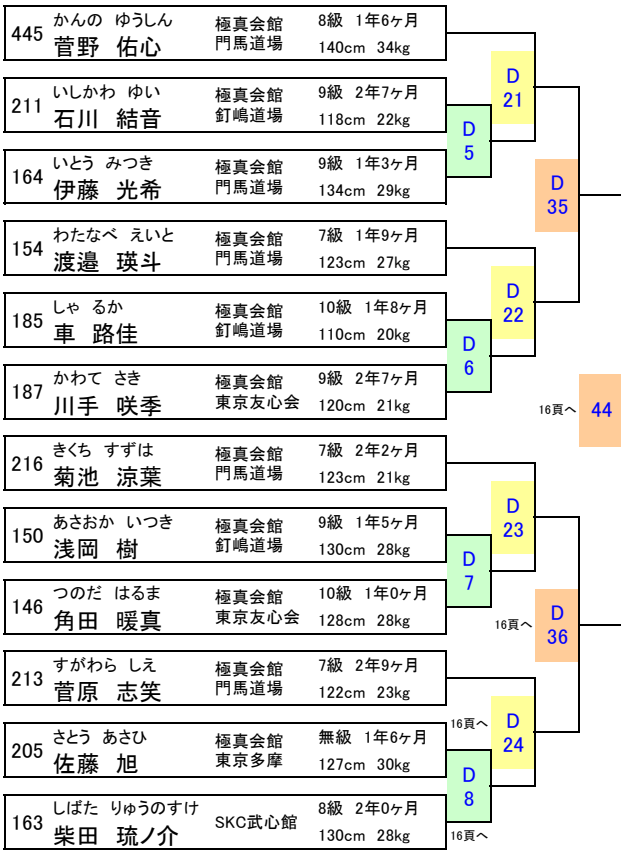 445 かんの ゆうしん 極真会館 8級 1年6ヶ月
菅野 佑心 門馬道場 140cm 34kg
211 いしかわ ゆい 極真会館 9級 2年7ヶ月
石川 結音 釘嶋道場 118cm 22kg
164 いとう みつき 極真会館 9級 1年3ヶ月
伊藤 光希 門馬道場 134cm 29kg
154 わたなべ えいと 極真会館 7級 1年9ヶ月
渡邉 瑛斗 門馬道場 123cm 27kg
185 しゃ るか 極真会館 10級 1年8ヶ月
車 路佳 釘嶋道場 110cm 20kg
187 かわて さき 極真会館 9級 2年7ヶ月
川手 咲季 東京友心会 120cm 21kg
216 きくち すずは 極真会館 7級 2年2ヶ月
菊池 涼葉 門馬道場 123cm 21kg
150 あさおか いつき 極真会館 9級 1年5ヶ月
浅岡 樹 釘嶋道場 130cm 28kg
146 つのだ はるま 極真会館 10級 1年0ヶ月
角田 暖真 東京友心会 128cm 28kg
213 すがわら しえ 極真会館 7級 2年9ヶ月
菅原 志笑 門馬道場 122cm 23kg
205 さとう あさひ 極真会館 無級 1年6ヶ月
佐藤 旭 東京多摩 127cm 30kg
163 しばた りゅうのすけ SKC武心館 8級 2年0ヶ月
柴田 琉ノ介 130cm 28kg
D
5
D
6
D
7
D
8
16頁へ
D
21
D
22
D
23
16頁へ
D
24
D
35
16頁へ
D
36
16頁へ
44